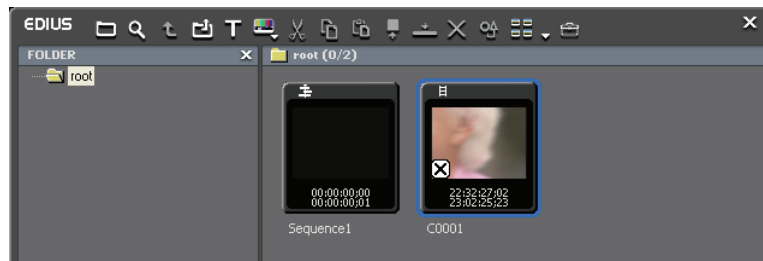 EDIUS
FOLDER
root (0/2)
root
00:00:00;00
00:00:00;01
22:32:27;02
23:02:25;23
Sequence1
C0001